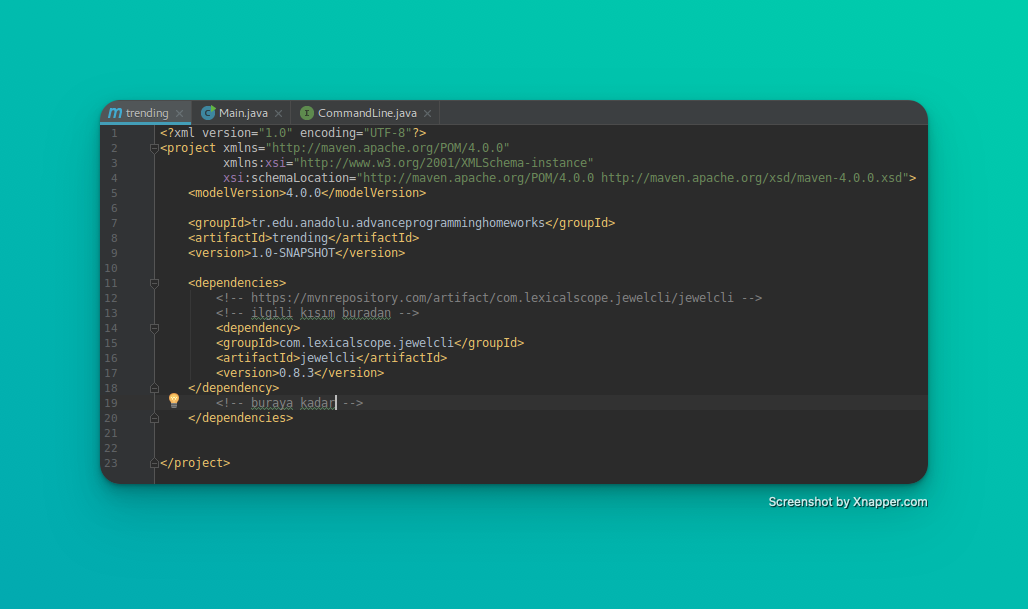 m trending × C Main.java × I CommandLine.java ×
1 <?xml version="1.0" encoding="UTF-8"?>
2 <project xmlns="http://maven.apache.org/POM/4.0.0"
3 xmlns:xsi="http://www.w3.org/2001/XMLSchema-instance"
4 xsi:schemaLocation="http://maven.apache.org/POM/4.0.0 http://maven.apache.org/xsd/maven-4.0.0.xsd">
5 <modelVersion>4.0.0</modelVersion>
6
7 <groupId>tr.edu.anadolu.advanceprogramminghomeworks</groupId>
8 <artifactId>trending</artifactId>
9 <version>1.0-SNAPSHOT</version>
10
11 <dependencies>
12 <!-- https://mvnrepository.com/artifact/com.lexicalscope.jewelcli/jewelcli -->
13 <!-- ilgili kısım buradan -->
14 <dependency>
15 <groupId>com.lexicalscope.jewelcli</groupId>
16 <artifactId>jewelcli</artifactId>
17 <version>0.8.3</version>
18 </dependency>
19 <!-- buraya kadar -->
20 </dependencies>
21
22
23 </project>
Screenshot by Xnapper.com